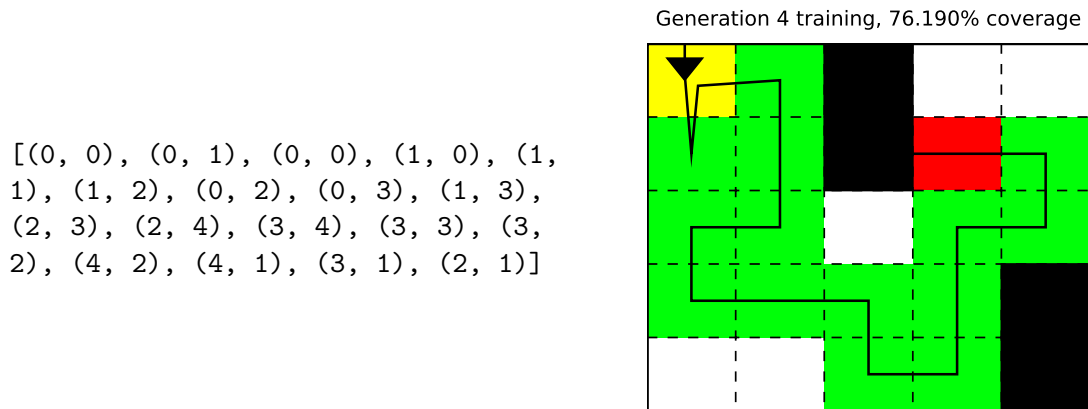 Generation 4 training, 76.190% coverage
[(0, 0), (0, 1), (0, 0), (1, 0), (1,
1), (1, 2), (0, 2), (0, 3), (1, 3),
(2, 3), (2, 4), (3, 4), (3, 3), (3,
2), (4, 2), (4, 1), (3, 1), (2, 1)]